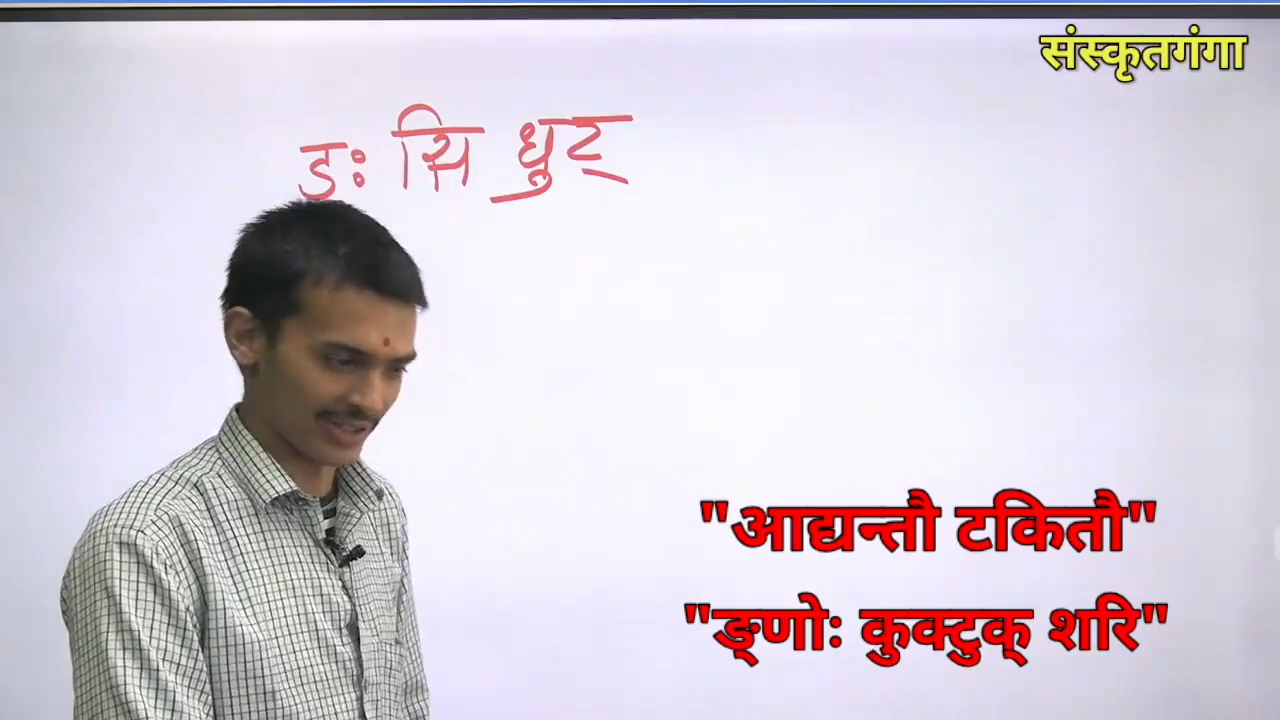 संस्कृतगंगा
डः सि धुट्
"आद्यन्तौ टकितौ"
"ङ्णोः कुक्टुक् शरि"